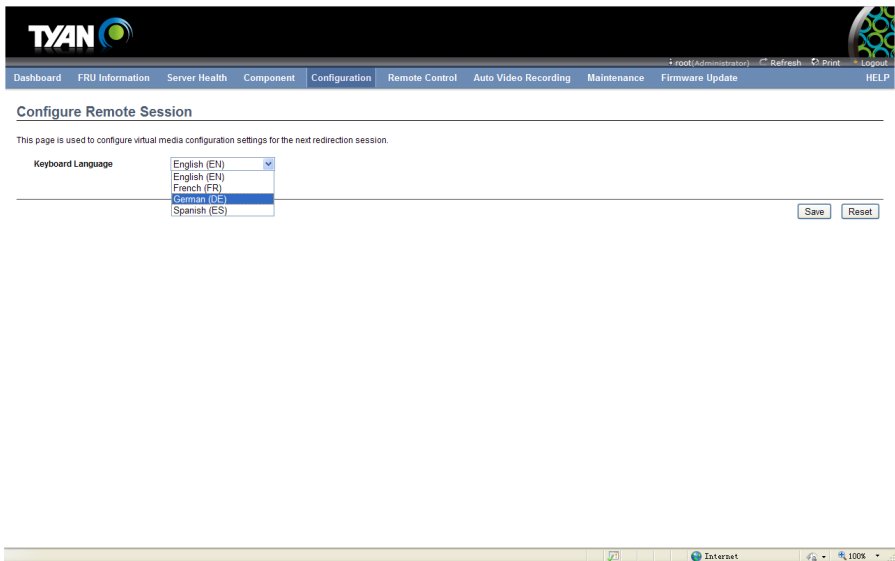 TYAN
root(Administrator) Refresh Print Logout
Dashboard FRU Information Server Health Component Configuration Remote Control Auto Video Recording Maintenance Firmware Update HELP
Configure Remote Session
This page is used to configure virtual media configuration settings for the next redirection session.
Keyboard Language English (EN)
English (EN)
French (FR)
German (DE)
Spanish (ES)
Save Reset
Internet 100%